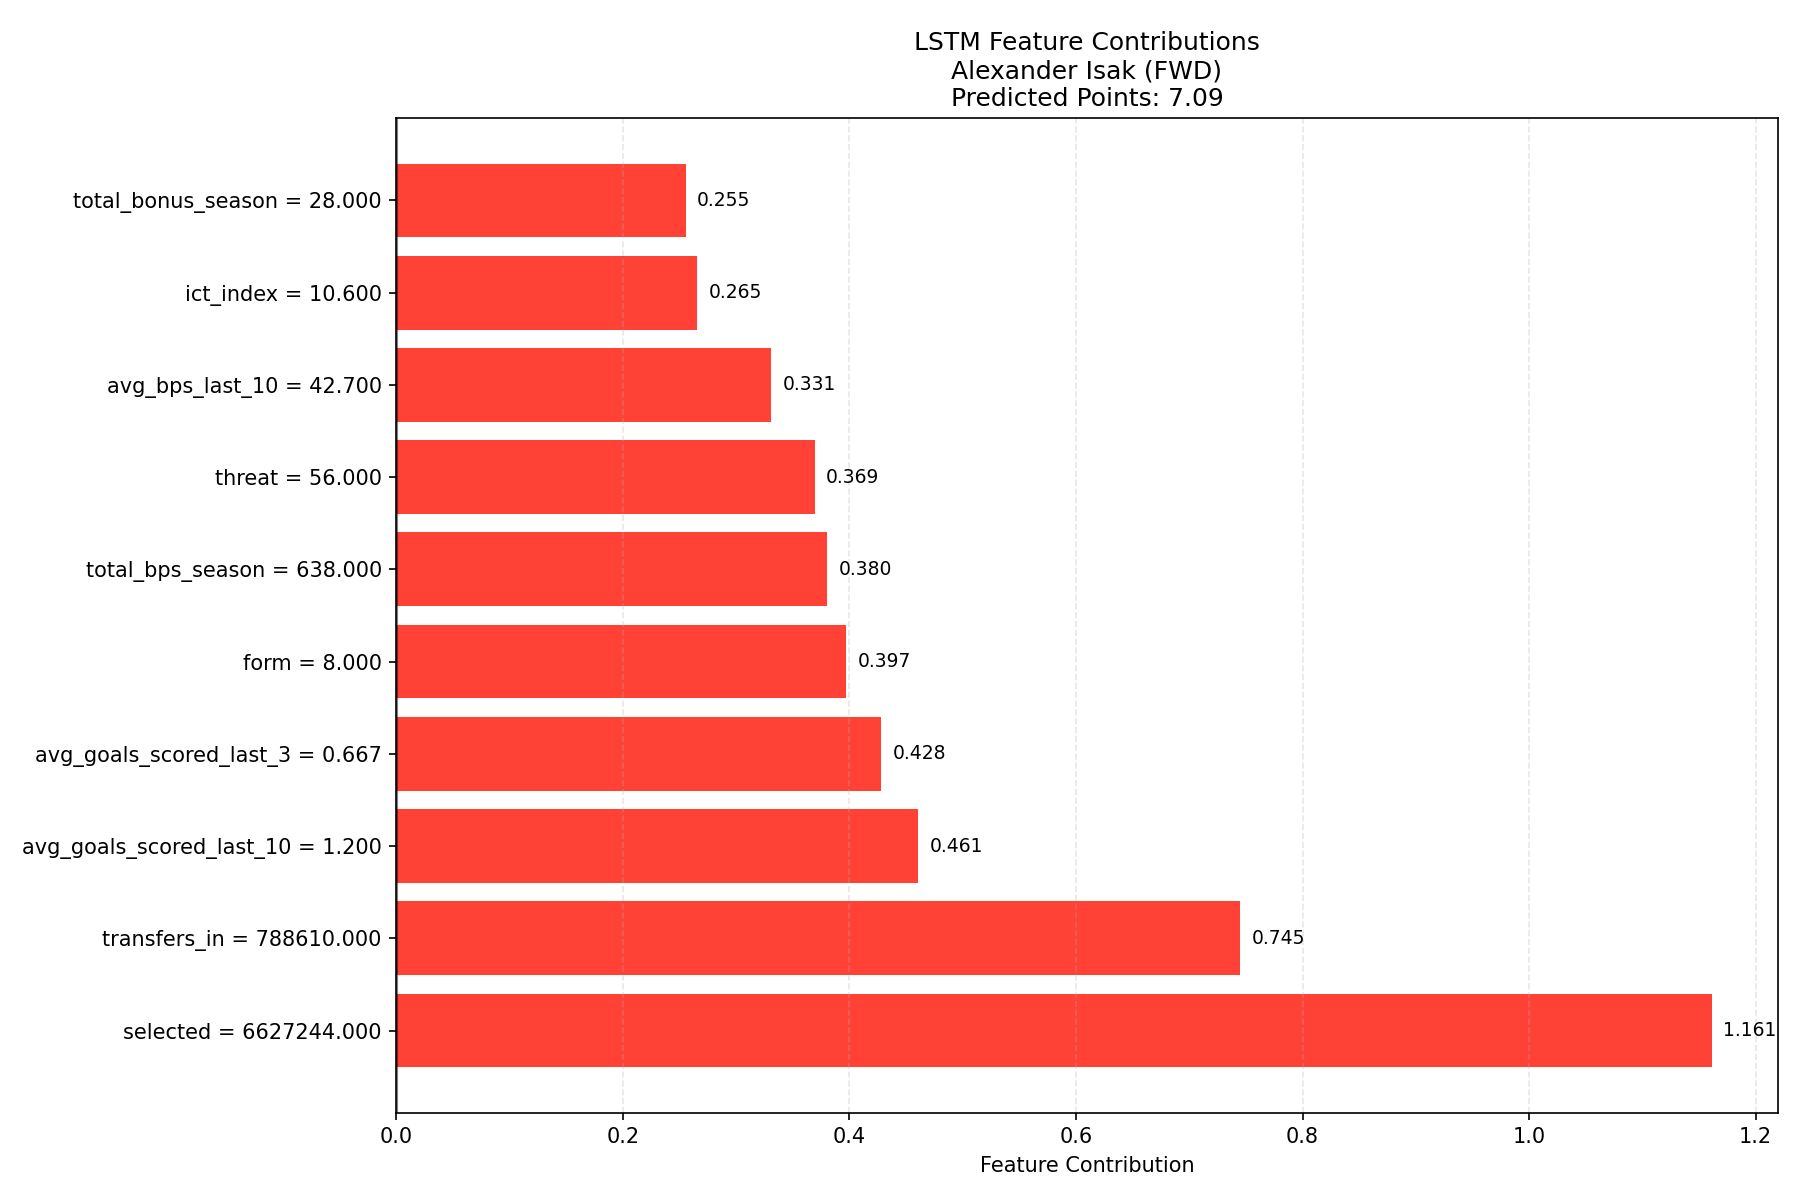 LSTM Feature Contributions
Alexander Isak (FWD)
Predicted Points: 7.09
total_bonus_season = 28.000
0.255
ict_index = 10.600
0.265
avg_bps_last_10 = 42.700
0.331
threat = 56.000
0.369
total_bps_season = 638.000
0.380
form = 8.000
0.397
avg_goals_scored_last_3 = 0.667
0.428
avg_goals_scored_last_10 = 1.200
0.461
transfers_in = 788610.000
0.745
selected = 6627244.000
1.161
0.0 0.2 0.4 0.6 0.8 1.0 1.2
Feature Contribution